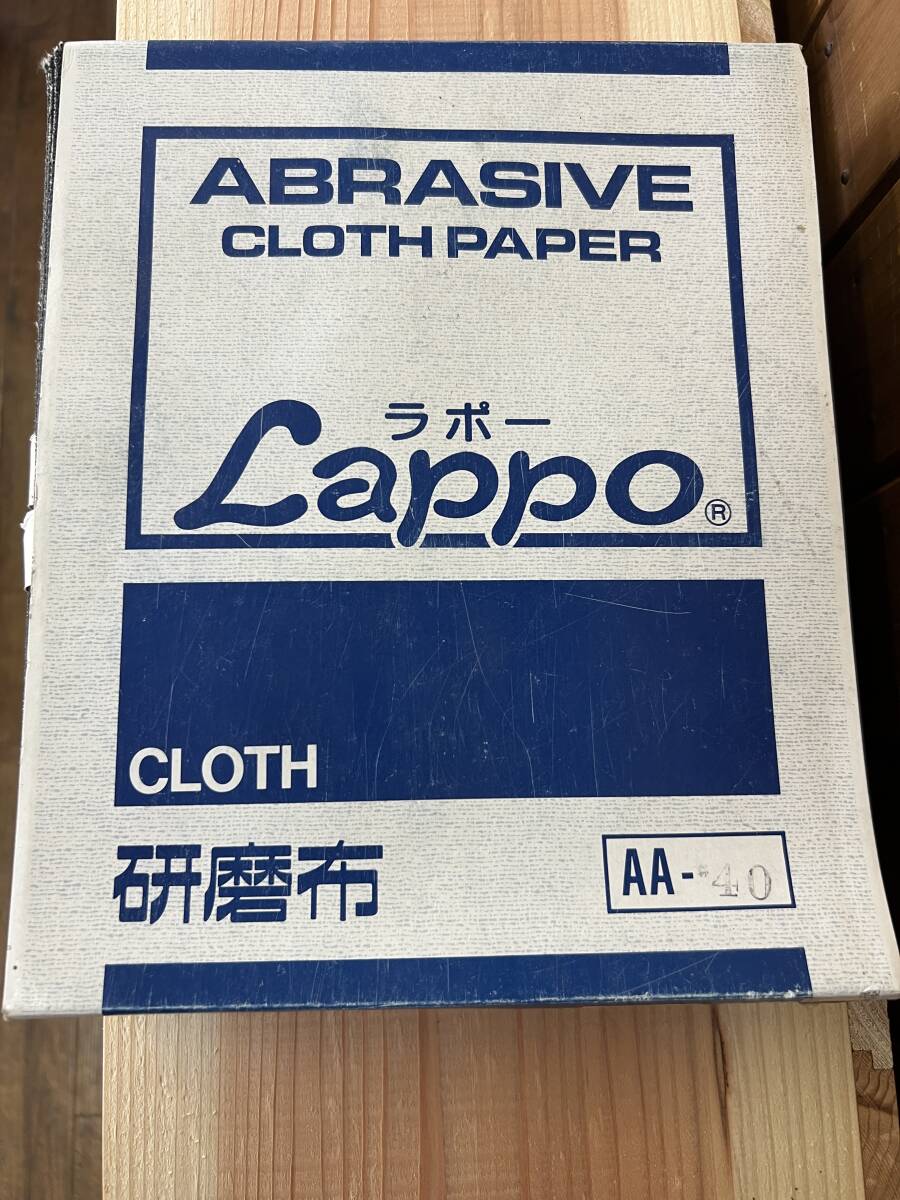 ABRASIVE
CLOTH PAPER
ラポー
Lappo®
CLOTH
研磨布
AA-#40